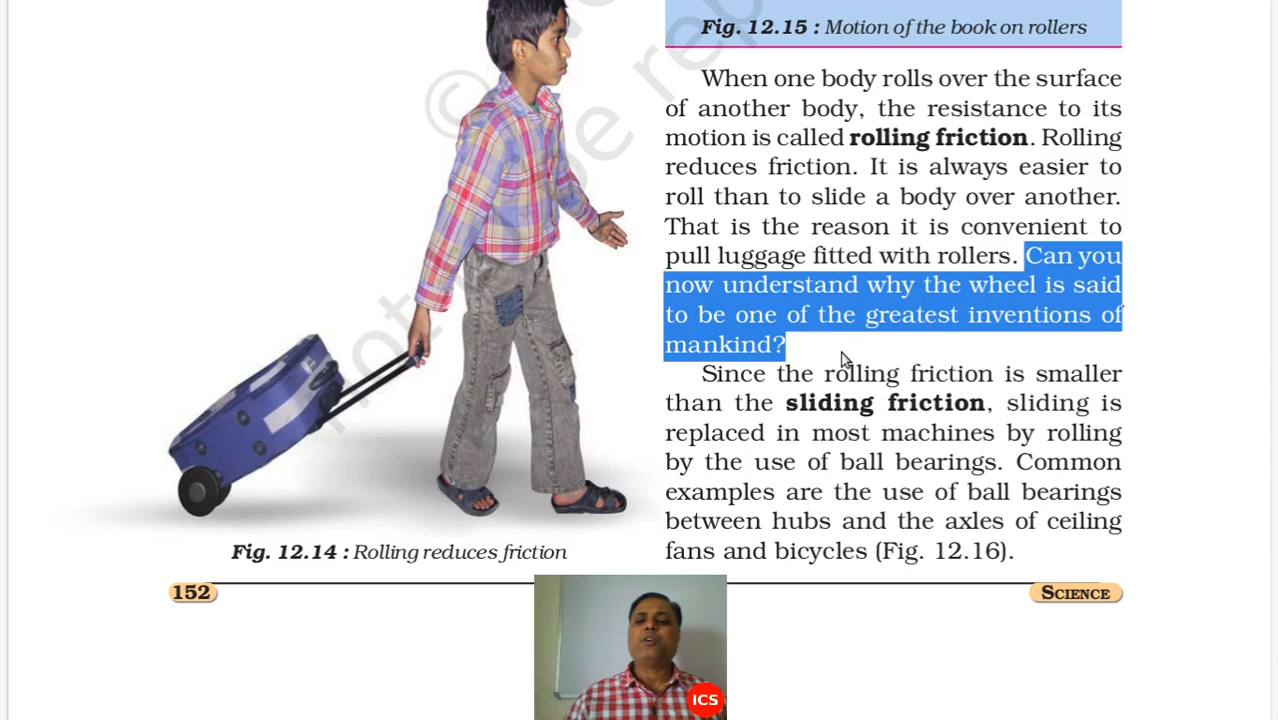 Fig. 12.15 : Motion of the book on rollers
When one body rolls over the surface
of another body, the resistance to its
motion is called rolling friction. Rolling
reduces friction. It is always easier to
roll than to slide a body over another.
That is the reason it is convenient to
pull luggage fitted with rollers. Can you
now understand why the wheel is said
to be one of the greatest inventions of
mankind?
Since the rolling friction is smaller
than the sliding friction, sliding is
replaced in most machines by rolling
by the use of ball bearings. Common
examples are the use of ball bearings
between hubs and the axles of ceiling
fans and bicycles (Fig. 12.16).
Fig. 12.14 : Rolling reduces friction
152
SCIENCE
ICS
©
not
be rep